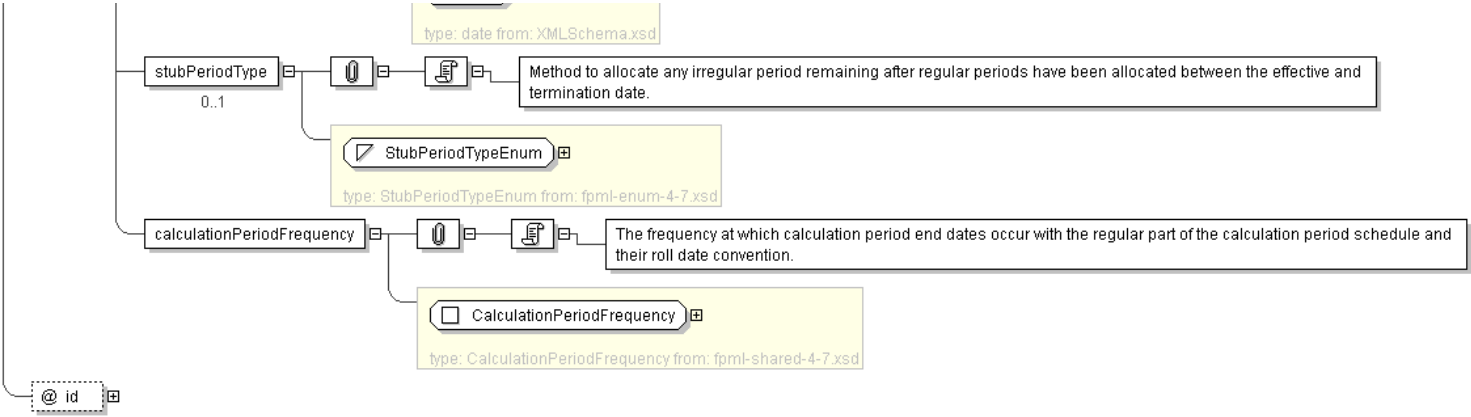 type: date from: XMLSchema.xsd
stubPeriodType
0..1
Method to allocate any irregular period remaining after regular periods have been allocated between the effective and
termination date.
StubPeriodTypeEnum
type: StubPeriodTypeEnum from: fpml-enum-4-7.xsd
calculationPeriodFrequency
The frequency at which calculation period end dates occur with the regular part of the calculation period schedule and
their roll date convention.
CalculationPeriodFrequency
type: CalculationPeriodFrequency from: fpml-shared-4-7.xsd
@ id